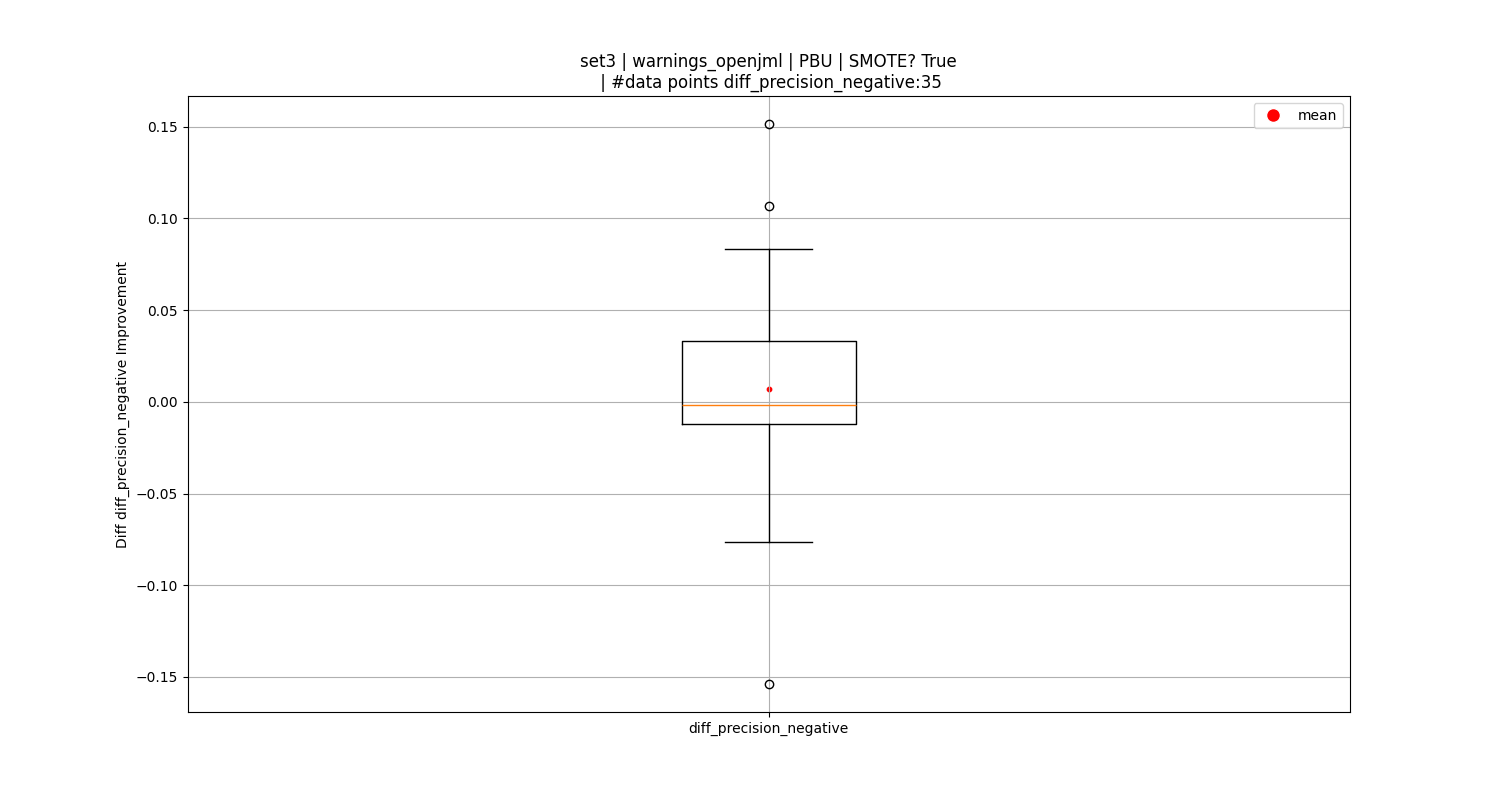 set3 | warnings_openjml | PBU | SMOTE? True
| #data points diff_precision_negative:35
mean
0.15
0.10
0.05
0.00
−0.05
−0.10
−0.15
Diff diff_precision_negative Improvement
diff_precision_negative